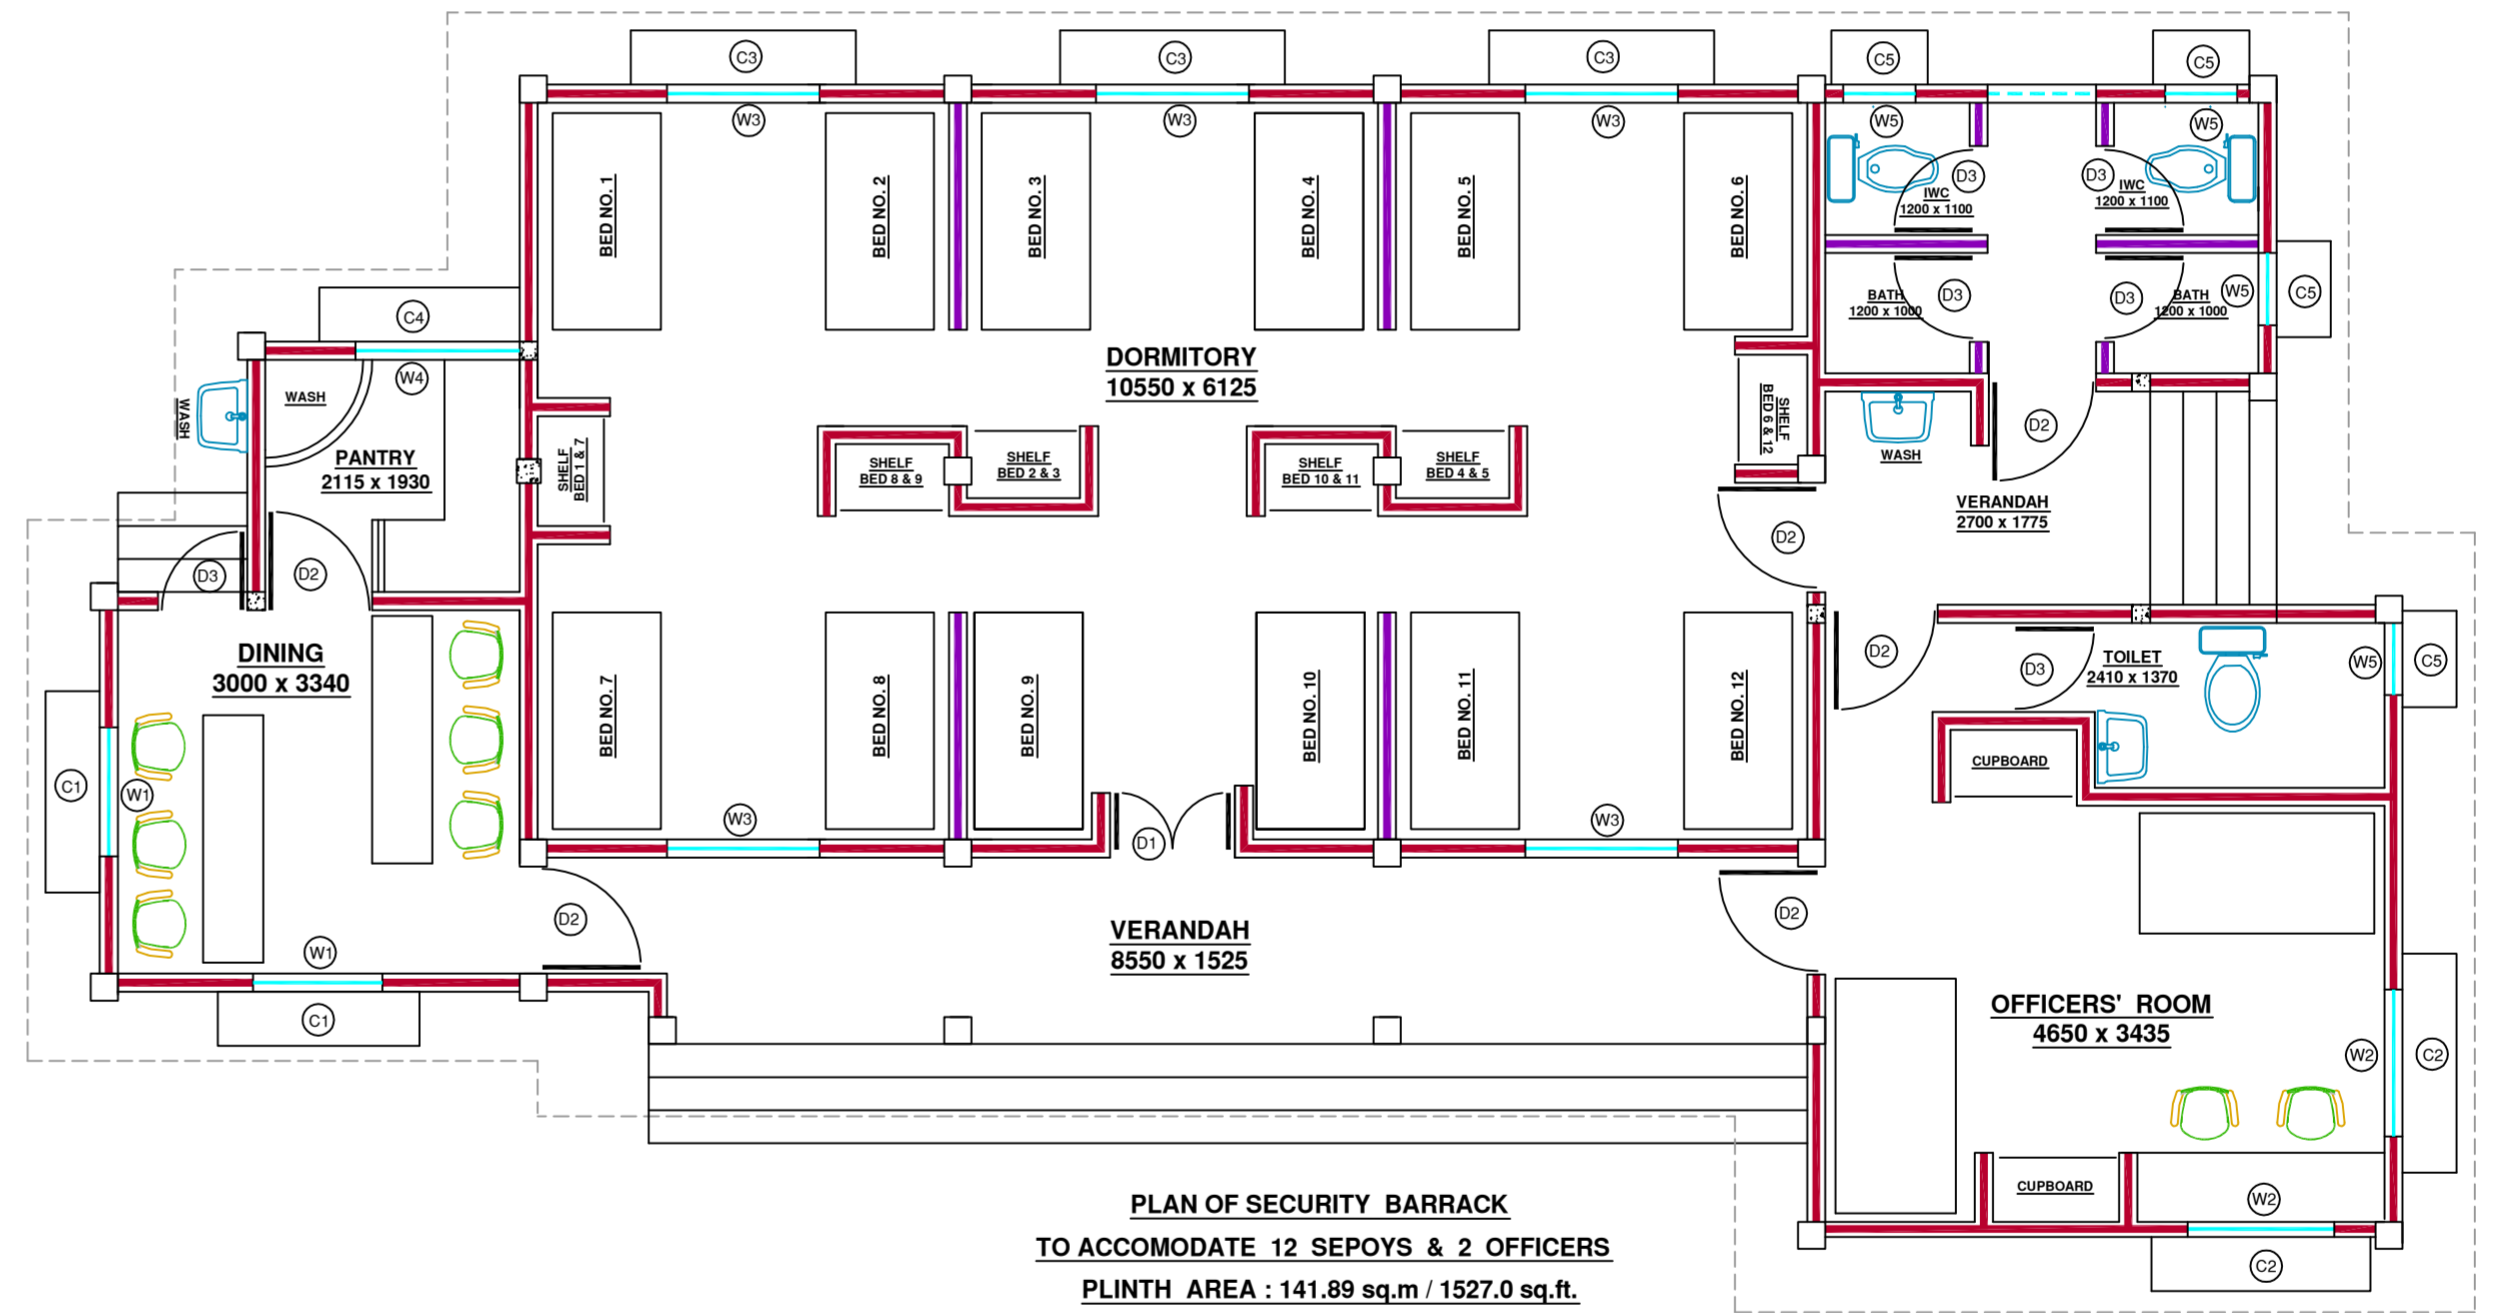 C3
C3
C3
C5
C5
W3
W3
W3
W5
W5
BED NO. 1
BED NO. 2
BED NO. 3
BED NO. 4
BED NO. 5
BED NO. 6
D3
D3
IWC
1200 x 1100
IWC
1200 x 1100
D3
D3
BATH
1200 x 1000
BATH
1200 x 1000
W5
C5
C4
W4
WASH
WASH
PANTRY
2115 x 1930
DORMITORY
10550 x 6125
SHELF
BED 1 & 7
SHELF
BED 8 & 9
SHELF
BED 2 & 3
SHELF
BED 10 & 11
SHELF
BED 4 & 5
SHELF
BED 6 & 12
WASH
D2
VERANDAH
2700 x 1775
D2
D3
D2
DINING
3000 x 3340
BED NO. 7
BED NO. 8
BED NO. 9
BED NO. 10
BED NO. 11
BED NO. 12
D2
D3
TOILET
2410 x 1370
W5
C5
CUPBOARD
C1
W1
W3
D1
W3
D2
D2
VERANDAH
8550 x 1525
W1
C1
OFFICERS' ROOM
4650 x 3435
W2
C2
CUPBOARD
W2
C2
PLAN OF SECURITY BARRACK
TO ACCOMODATE 12 SEPOYS & 2 OFFICERS
PLINTH AREA : 141.89 sq.m / 1527.0 sq.ft.